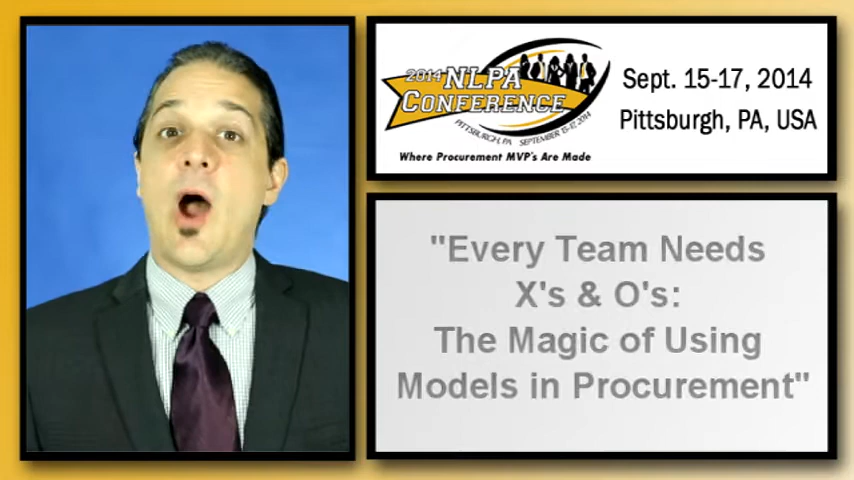 2014 NLPA
CONFERENCE
PITTSBURGH, PA SEPTEMBER 15-17, 2014
Where Procurement MVP's Are Made
Sept. 15-17, 2014
Pittsburgh, PA, USA
"Every Team Needs
X's & O's:
The Magic of Using
Models in Procurement"